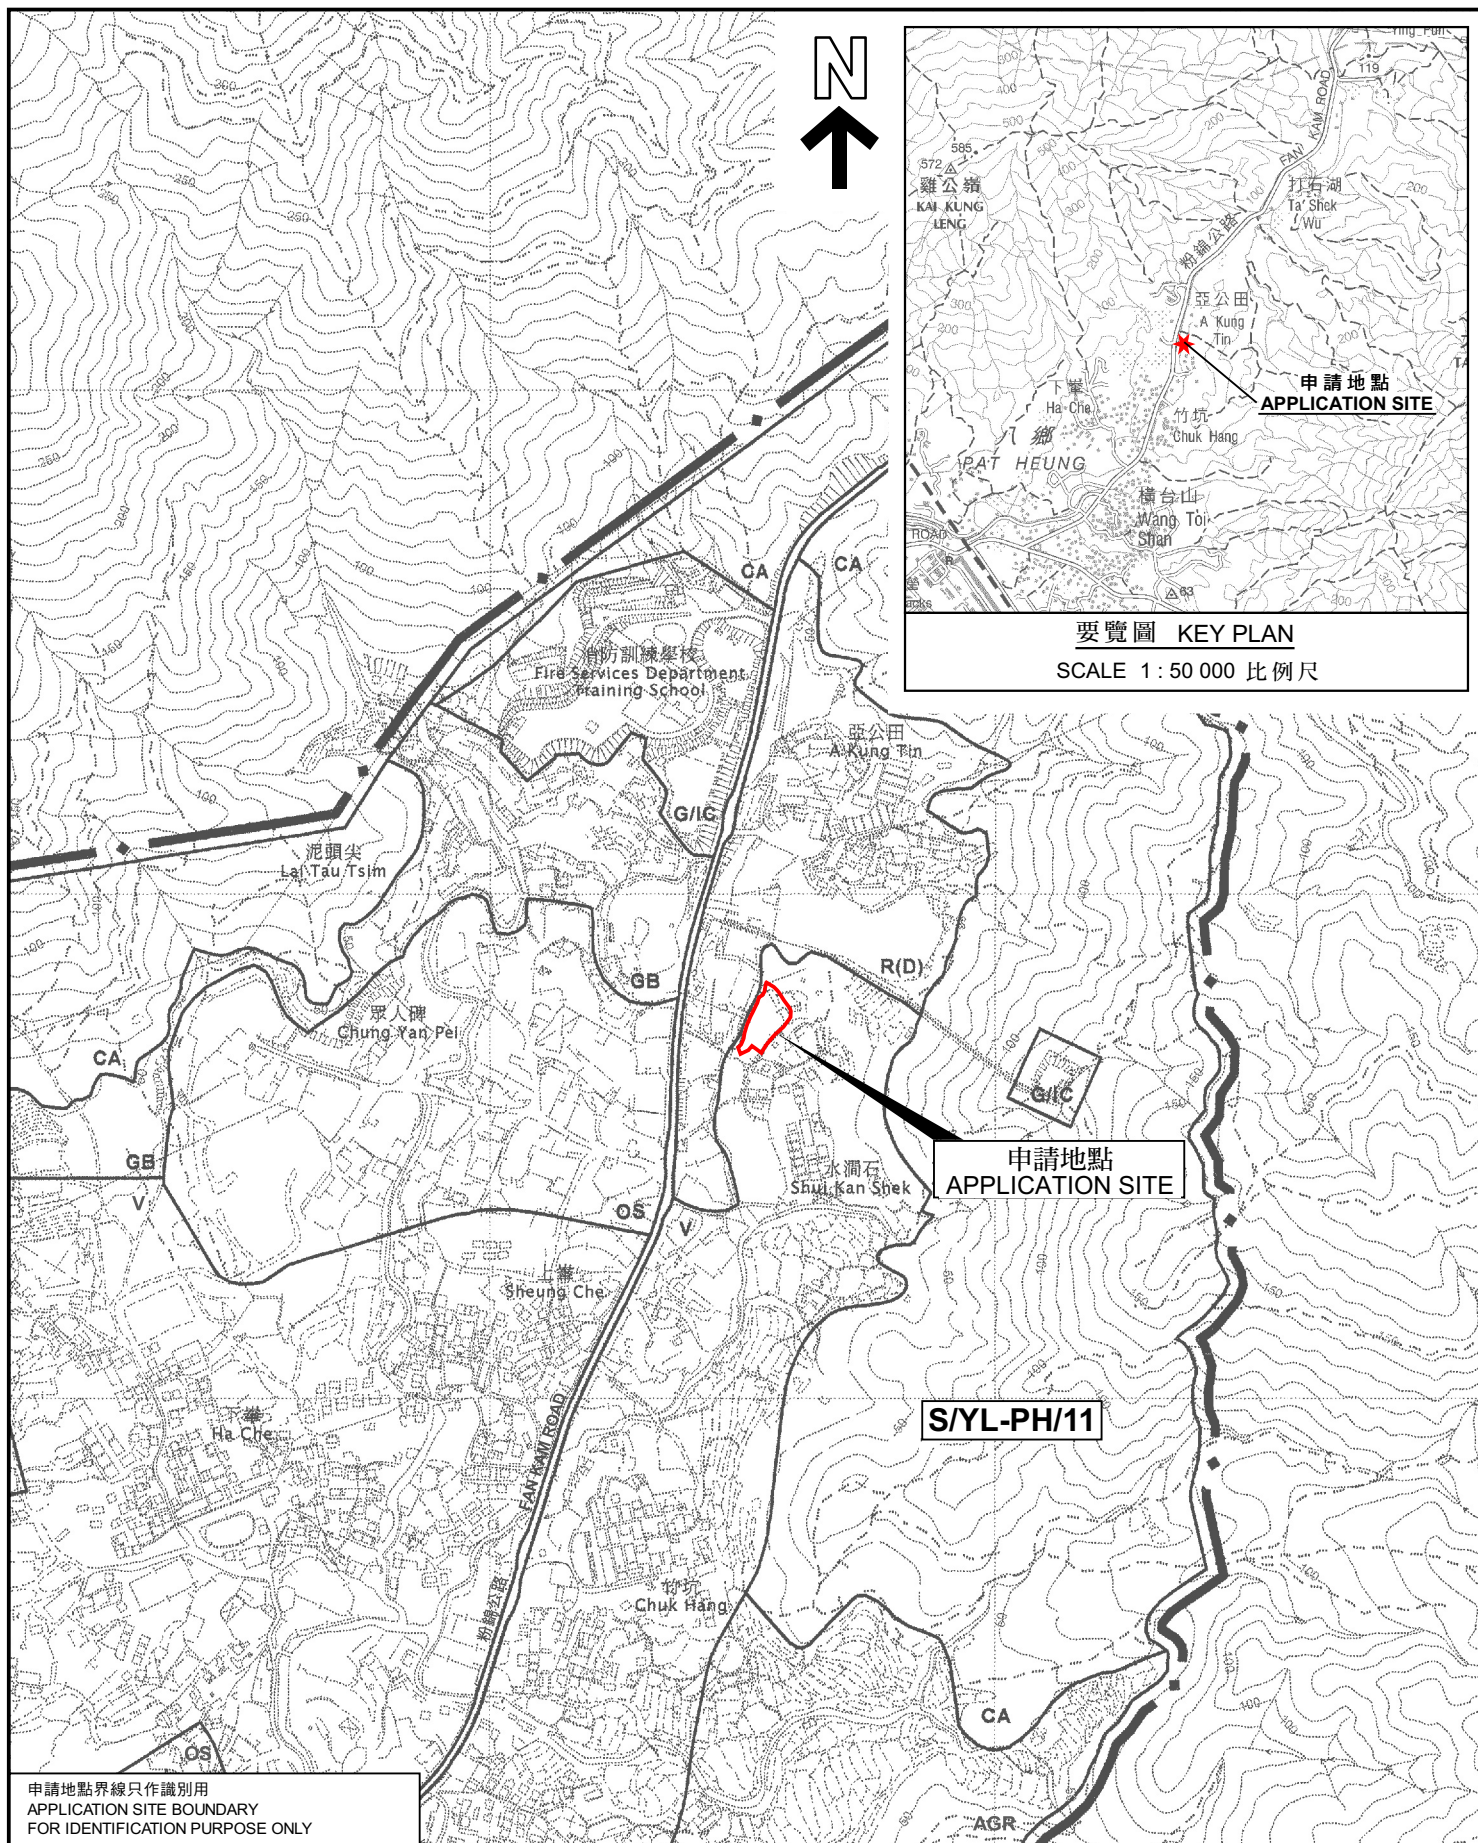 N
Ying Pun
119
400
300
500
200
FAN KAM ROAD
585
572
雞公嶺
KAI KUNG
LENG
打石湖
Ta Shek
Wu
粉錦公路
亞公田
A Kung
Tin
申請地點
APPLICATION SITE
下輋
Ha Che
竹坑
Chuk Hang
八鄉
PAT HEUNG
橫台山
Wang Toi
Shan
ROAD
63
要覽圖 KEY PLAN
SCALE 1 : 50 000 比例尺
CA
CA
消防訓練學校
Fire Services Department
Training School
亞公田
A Kung Tin
G/IC
泥頭尖
Lai Tau Tsim
R(D)
GB
眾人碑
Chung Yan Pei
CA
G/IC
申請地點
APPLICATION SITE
GB
水澗石
Shui Kan Shek
V
OS
V
上輋
Sheung Che
下輋
Ha Che
FAN KAM ROAD
S/YL-PH/11
粉錦公路
竹坑
Chuk Hang
CA
OS
AGR
申請地點界線只作識別用
APPLICATION SITE BOUNDARY
FOR IDENTIFICATION PURPOSE ONLY